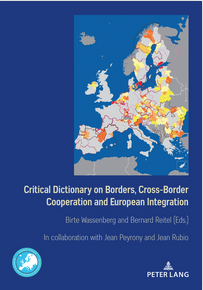 Critical Dictionary on Borders, Cross-Border
Cooperation and European Integration
Birte Wassenberg and Bernard Reitel (Eds.)
In collaboration with Jean Peyrony and Jean Rubio
PETER LANG